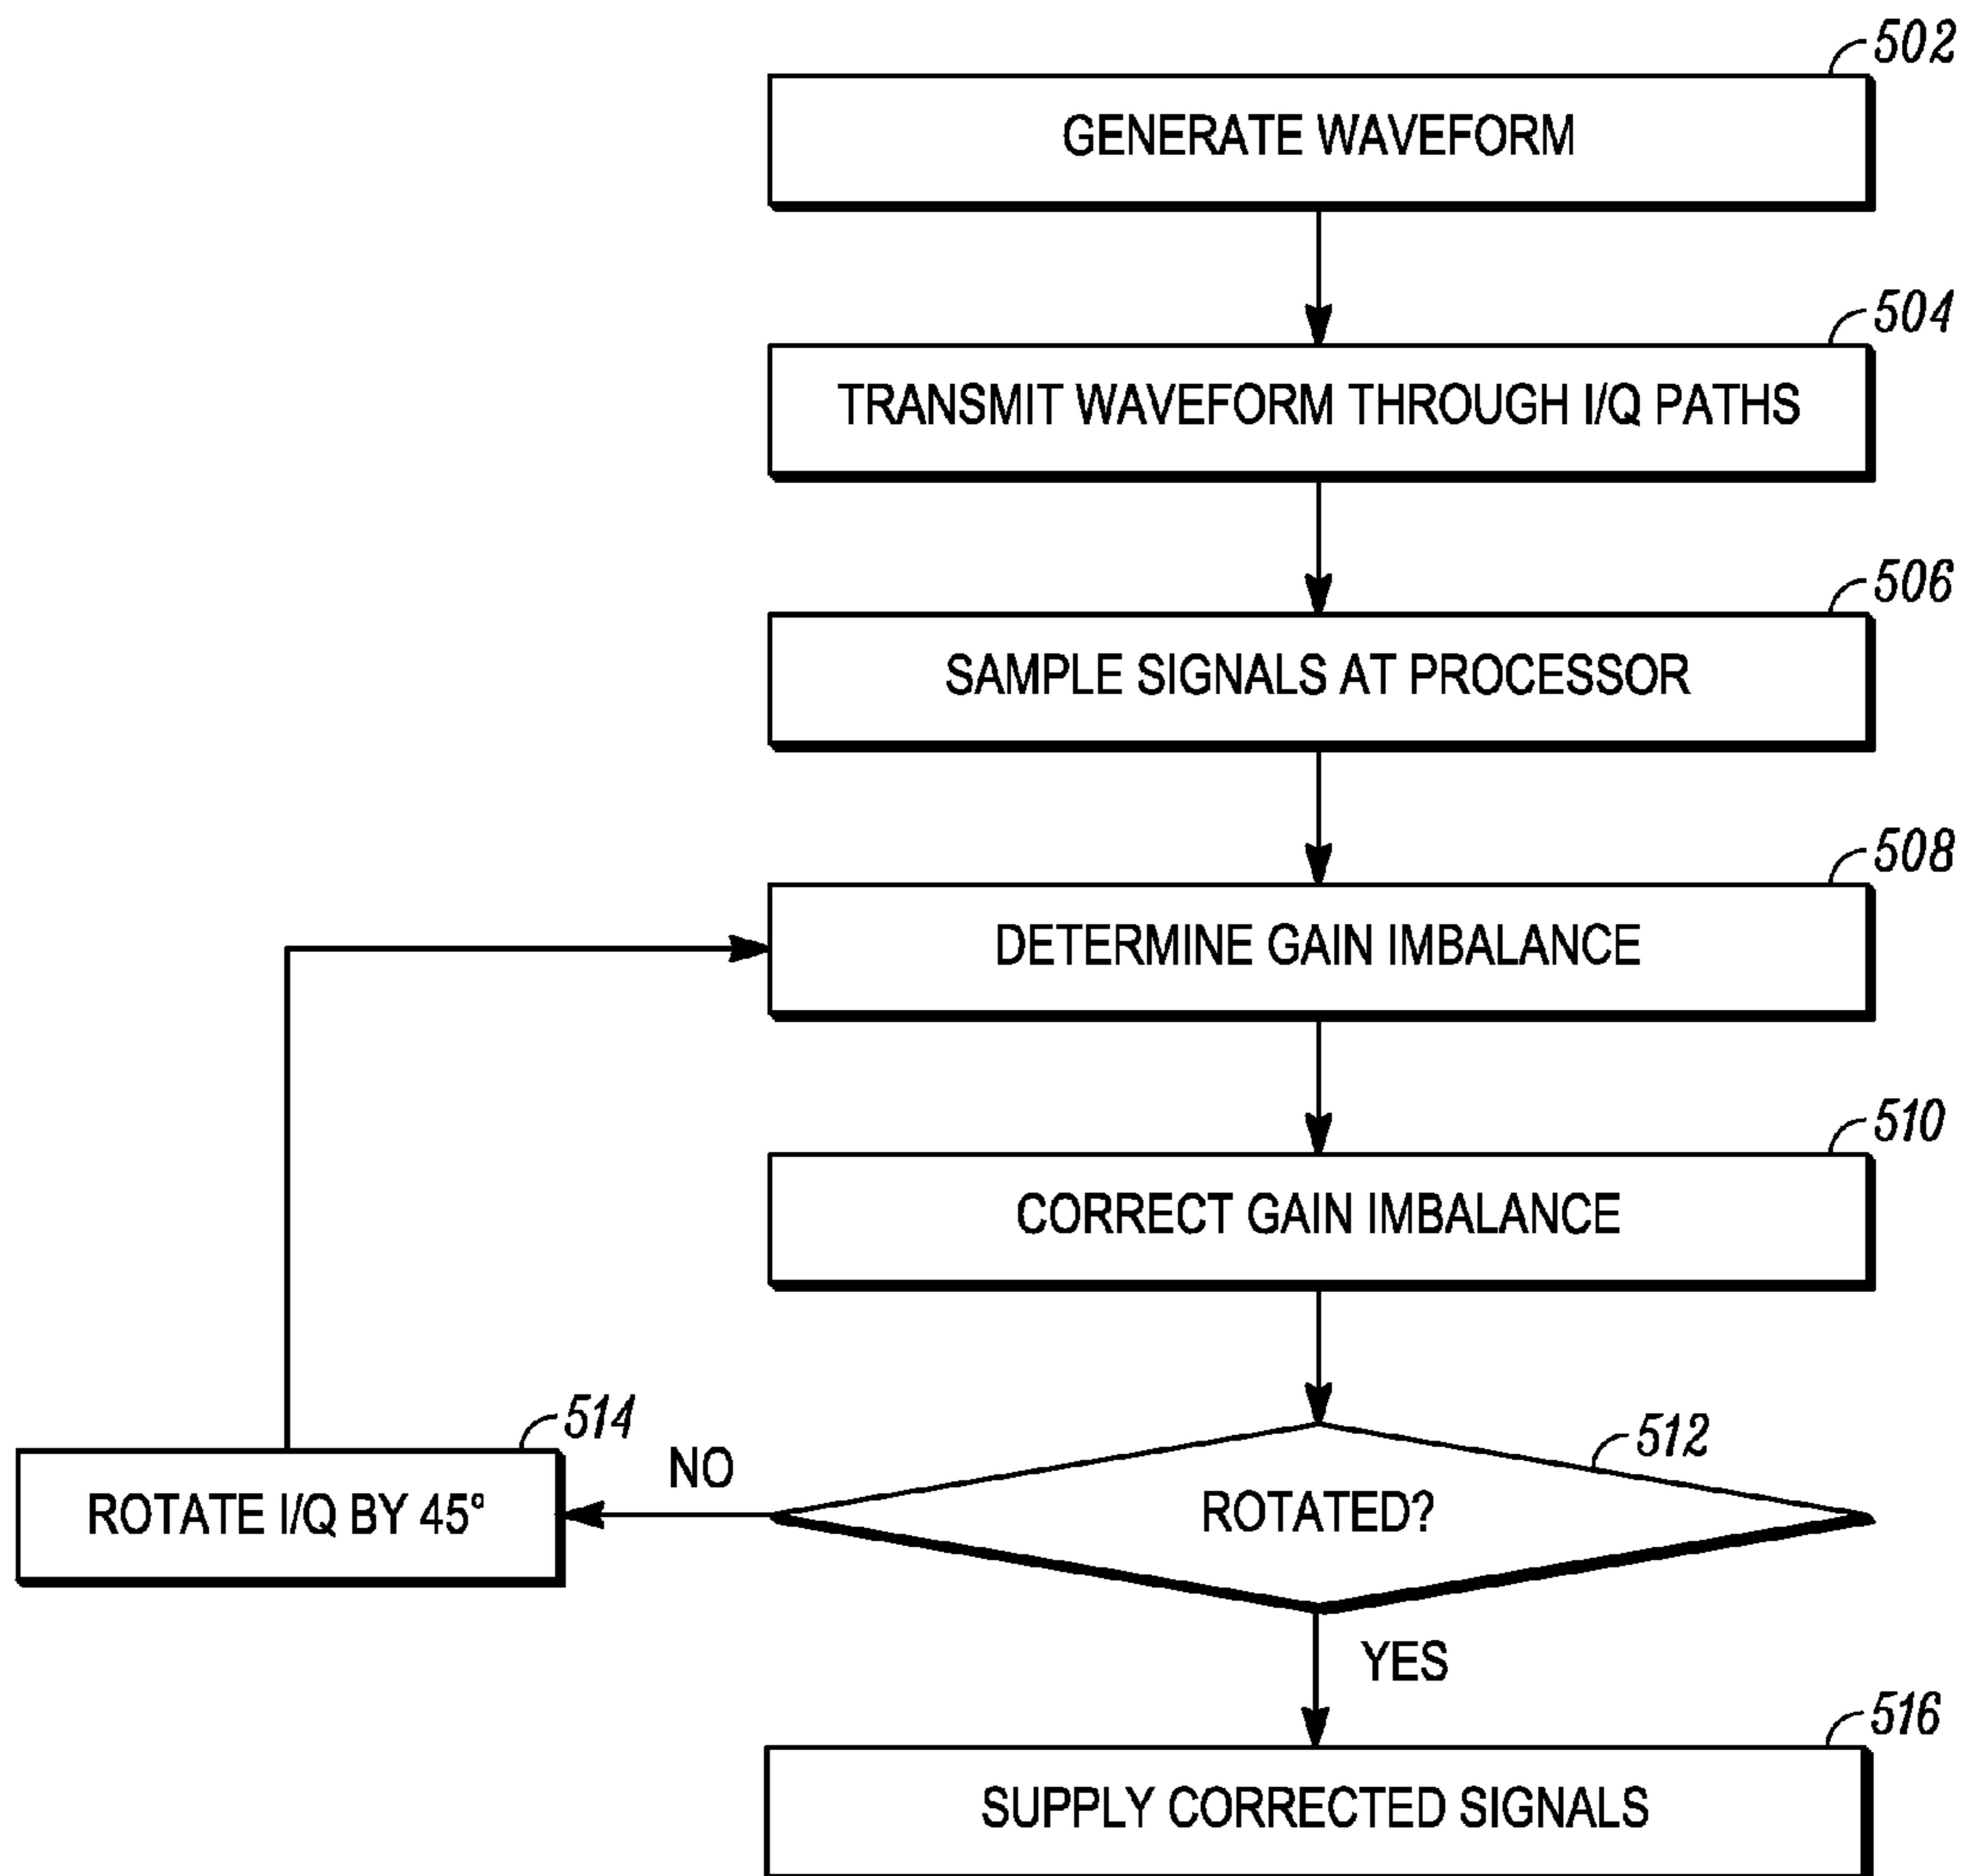 502
GENERATE WAVEFORM
504
TRANSMIT WAVEFORM THROUGH I/Q PATHS
506
SAMPLE SIGNALS AT PROCESSOR
508
DETERMINE GAIN IMBALANCE
510
CORRECT GAIN IMBALANCE
512
ROTATED?
NO
514
ROTATE I/Q BY 45°
YES
516
SUPPLY CORRECTED SIGNALS